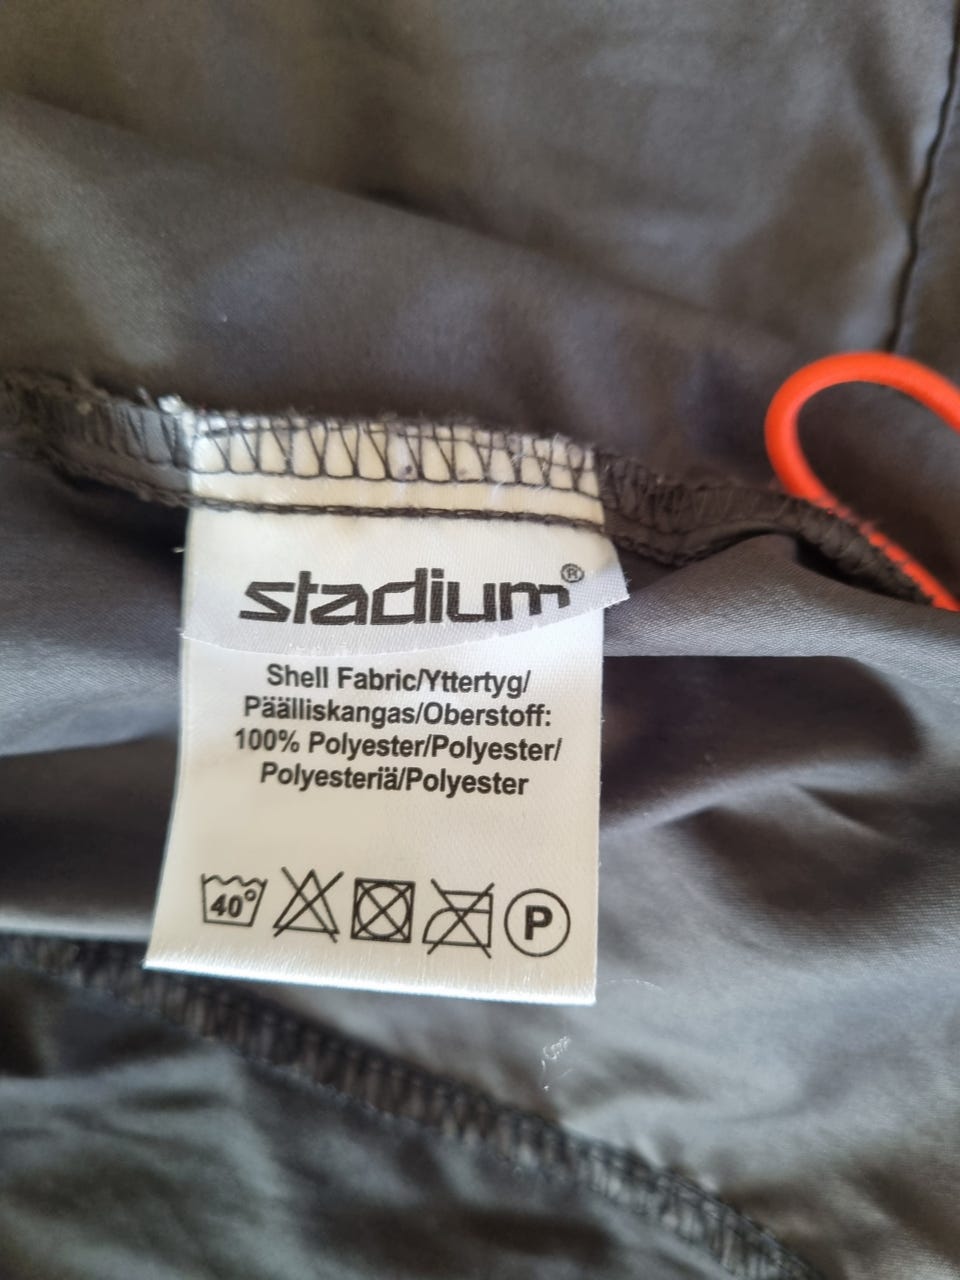 stadium®
Shell Fabric/Yttertyg/
Päälliskangas/Oberstoff:
100% Polyester/Polyester/
Polyesteriä/Polyester
40° P